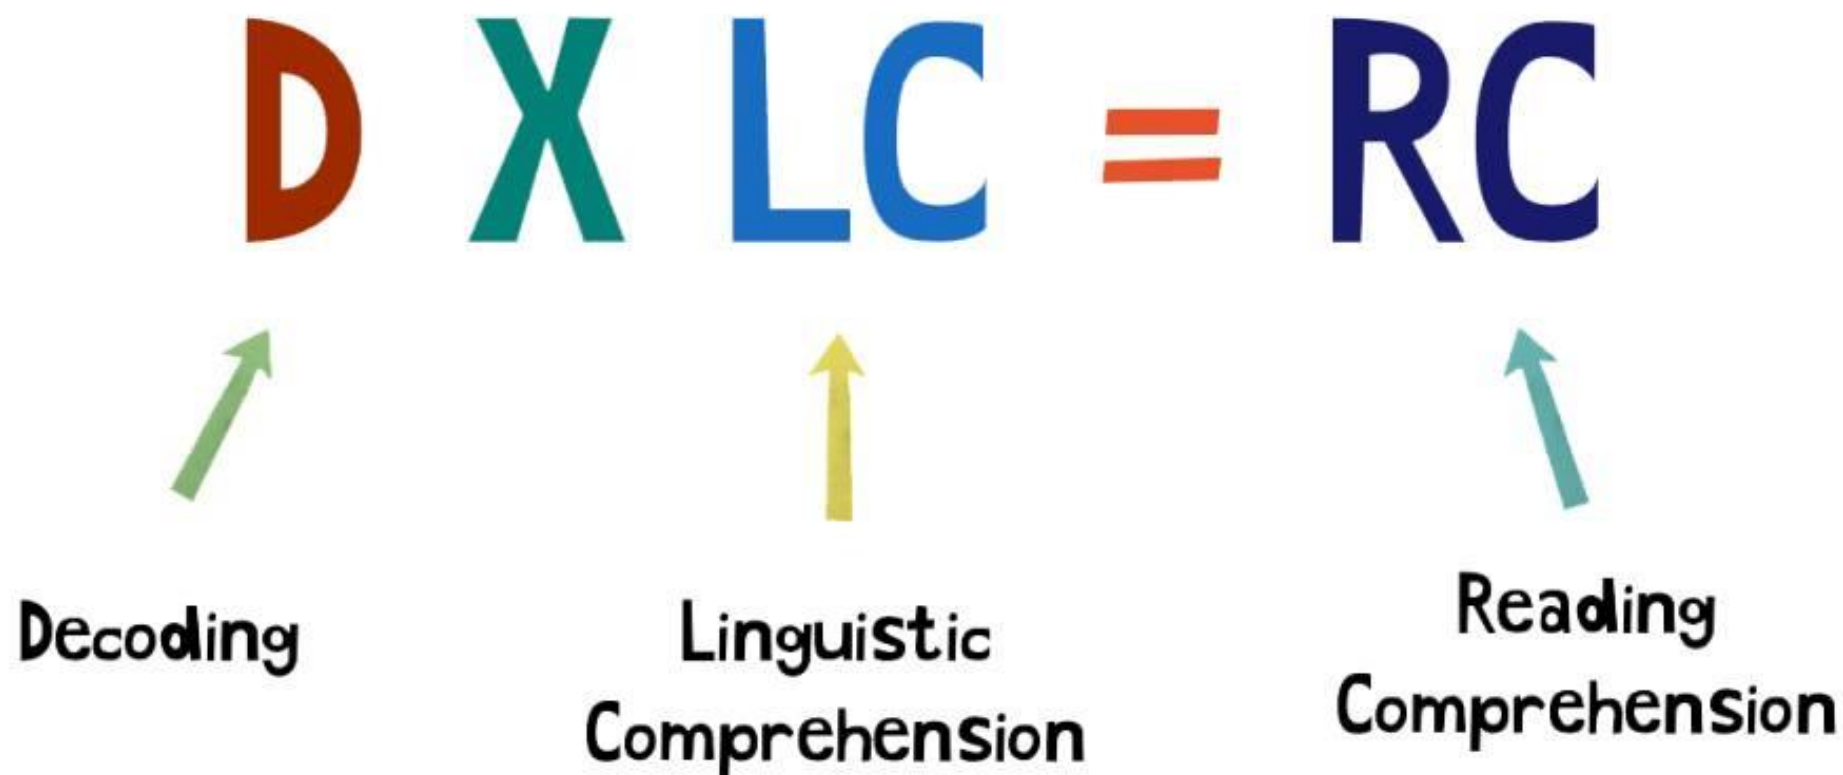 D X LC = RC
Decoding
Linguistic
Comprehension
Reading
Comprehension